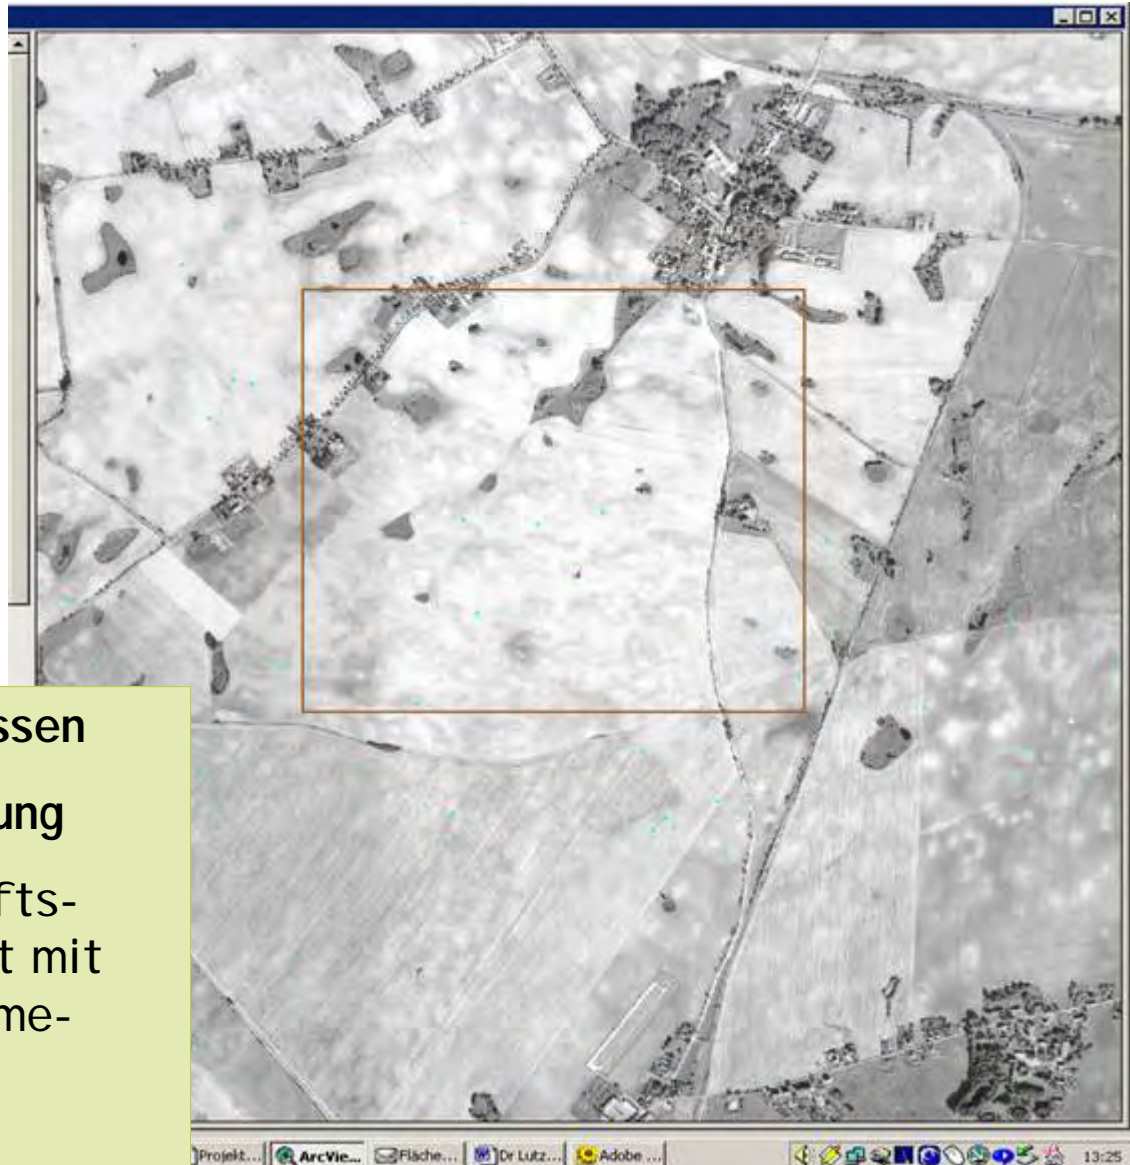 ssen
ung
fts-
t mit
me-
Projekt... ArcVie... Fläche... Dr Lutz... Adobe ... 13:25